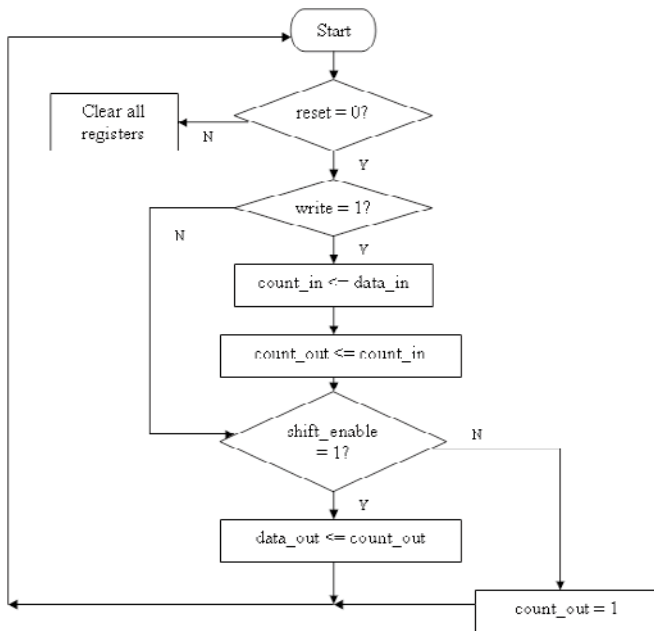 Start
reset = 0?
Clear all
registers
N
Y
write = 1?
N
Y
count_in <= data_in
count_out <= count_in
shift_enable
= 1?
N
Y
data_out <= count_out
count_out = 1